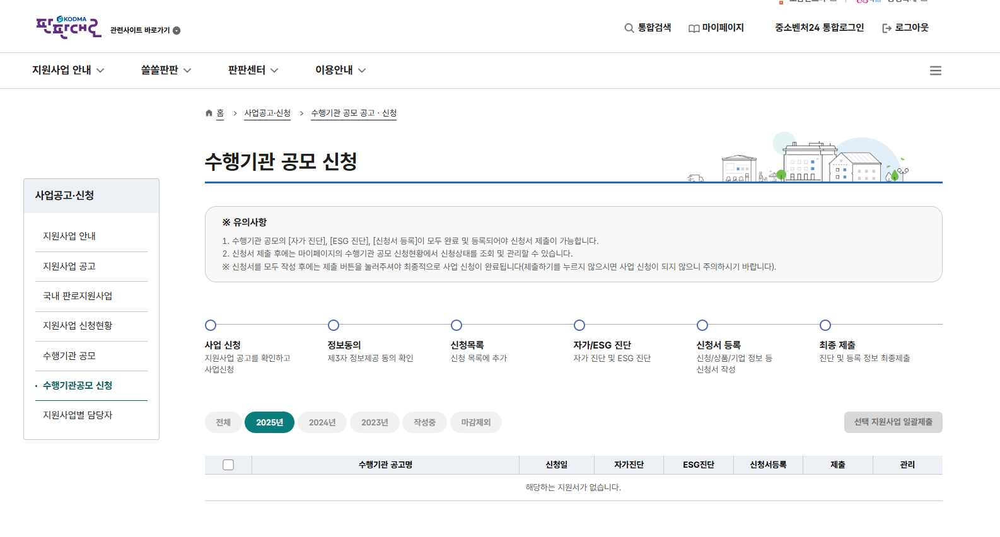 KODMA
판판대로
관련사이트 바로가기
통합검색
마이페이지
중소벤처24 통합로그인
로그아웃
지원사업 안내
쏠쏠판판
판판센터
이용안내
홈 > 사업공고·신청 > 수행기관 공모 공고 · 신청
수행기관 공모 신청
사업공고·신청
지원사업 안내
지원사업 공고
국내 판로지원사업
지원사업 신청현황
수행기관 공모
수행기관공모 신청
지원사업별 담당자
※ 유의사항
1. 수행기관 공모의 [자가 진단], [ESG 진단], [신청서 등록]이 모두 완료 및 등록되어야 신청서 제출이 가능합니다.
2. 신청서 제출 후에는 마이페이지의 수행기관 공모 신청현황에서 신청상태를 조회 및 관리할 수 있습니다.
※ 신청서를 모두 작성 후에는 제출 버튼을 눌러주셔야 최종적으로 사업 신청이 완료됩니다(제출하기를 누르지 않으시면 사업 신청이 되지 않으니 주의하시기 바랍니다).
사업 신청
지원사업 공고를 확인하고
사업신청
정보동의
제3자 정보제공 동의 확인
신청목록
신청 목록에 추가
자가/ESG 진단
자가 진단 및 ESG 진단
신청서 등록
신청/상품/기업 정보 등
신청서 작성
최종 제출
진단 및 등록 정보 최종제출
전체
2025년
2024년
2023년
작성중
마감제외
선택 지원사업 일괄제출
수행기관 공고명
신청일
자가진단
ESG진단
신청서등록
제출
관리
해당하는 지원서가 없습니다.